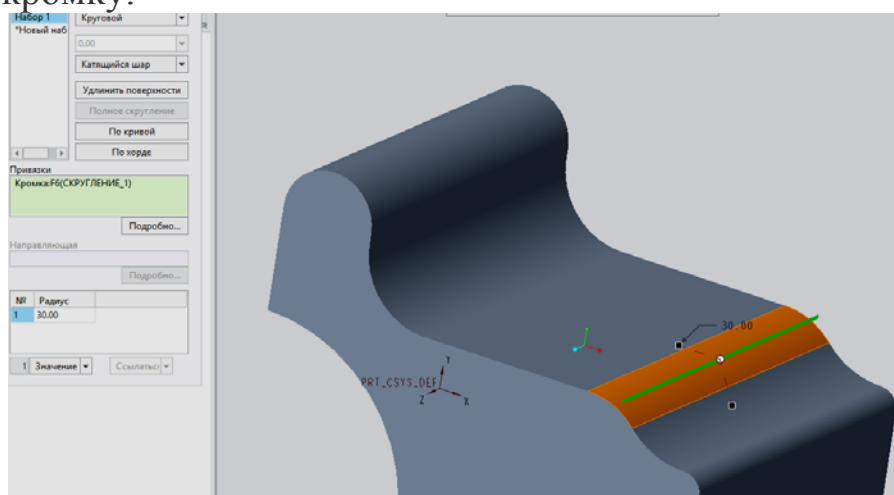 кромку.
Набор 1
*Новый наб
Круговой
0.00
Катящийся шар
Удлинить поверхности
Полное скругление
По кривой
По хорде
Привязки
Кромка:F6(СКРУГЛЕНИЕ_1)
Подробно...
Направляющая
Подробно...
№ Радиус
1 30.00
1 Значение Ссылатьс
30.00
PRT_CSYS_DEF
Y
Z X